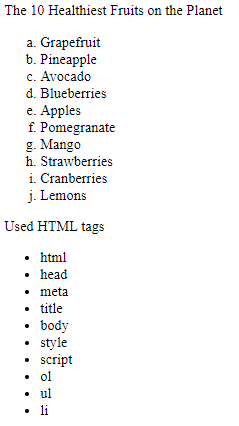 The 10 Healthiest Fruits on the Planet
a. Grapefruit
b. Pineapple
c. Avocado
d. Blueberries
e. Apples
f. Pomegranate
g. Mango
h. Strawberries
i. Cranberries
j. Lemons
Used HTML tags
• html
• head
• meta
• title
• body
• style
• script
• ol
• ul
• li